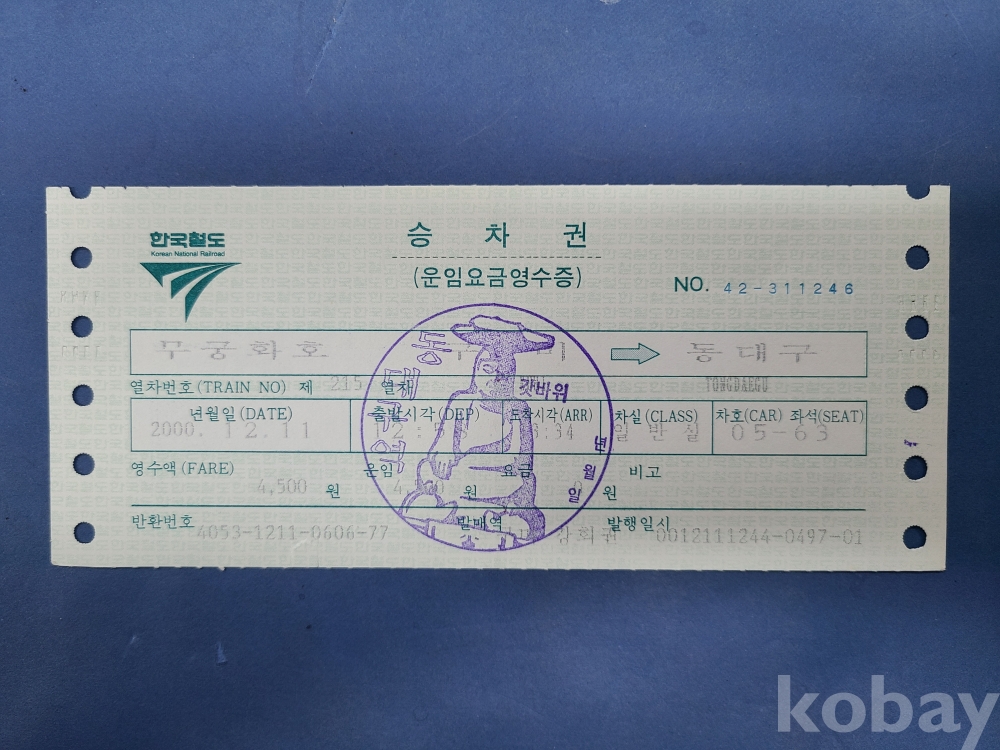 한국철도
Korean National Railroad
승 차 권
(운임요금영수증)
NO. 42-311246
무궁화호 동대구
열차번호(TRAIN NO) 제 215 열차 TONGDAEGU
갓바위
년월일(DATE) 출발시각(DEP) 도착시각(ARR) 차실(CLASS) 차호(CAR) 좌석(SEAT)
2000. 12.11 일반실 05-63
영수액(FARE) 운임 요금 비고
4,500 원 원 원
년 월 일
반환번호 4053-1211-0606-77 발매역 발행일시 0012111244-0497-01
kobay